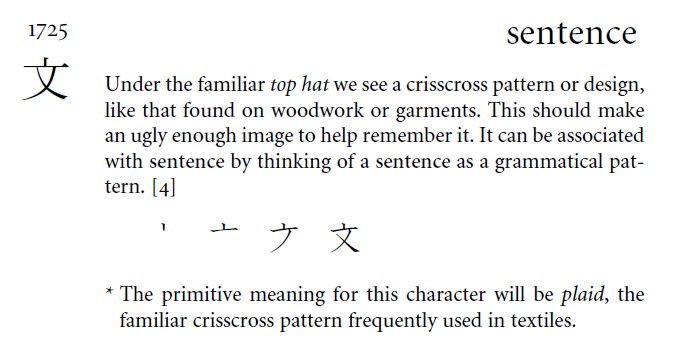 1725
sentence
文
Under the familiar top hat we see a crisscross pattern or design,
like that found on woodwork or garments. This should make
an ugly enough image to help remember it. It can be associated
with sentence by thinking of a sentence as a grammatical pat-
tern. [4]
丶 亠 ナ 文
* The primitive meaning for this character will be plaid, the
familiar crisscross pattern frequently used in textiles.